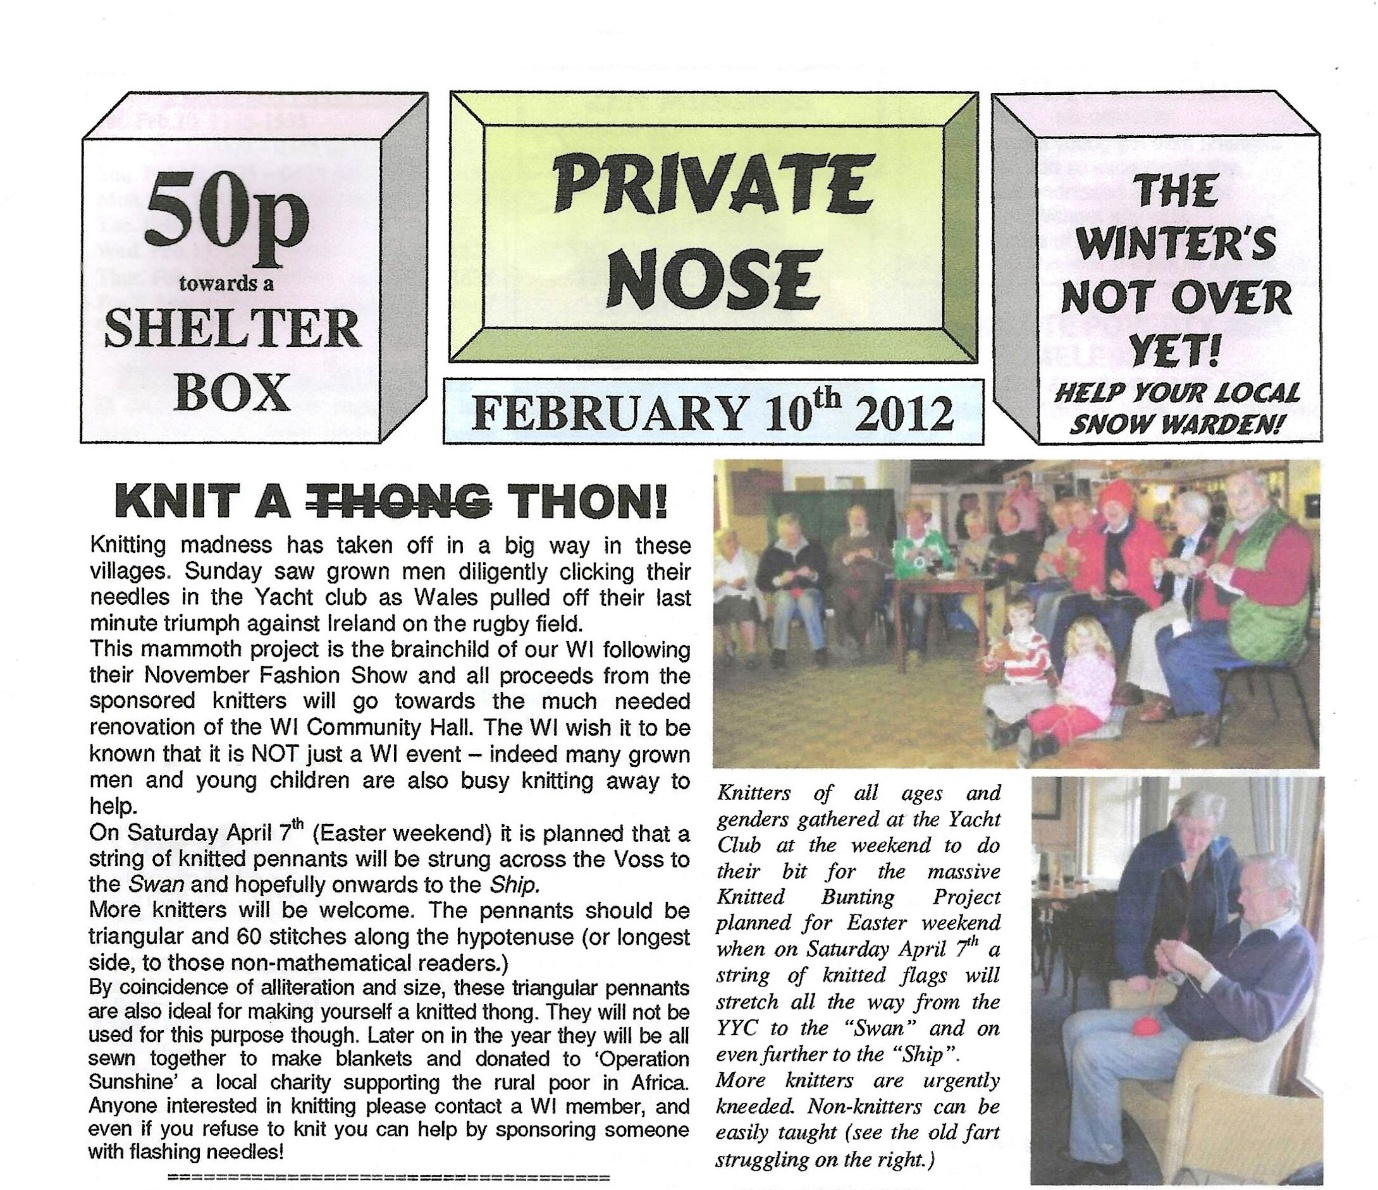 50p
towards a
SHELTER
BOX
PRIVATE
NOSE
FEBRUARY 10th 2012
THE
WINTER'S
NOT OVER
YET!
HELP YOUR LOCAL
SNOW WARDEN!
KNIT A THONG THON!
Knitting madness has taken off in a big way in these
villages. Sunday saw grown men diligently clicking their
needles in the Yacht club as Wales pulled off their last
minute triumph against Ireland on the rugby field.
This mammoth project is the brainchild of our WI following
their November Fashion Show and all proceeds from the
sponsored knitters will go towards the much needed
renovation of the WI Community Hall. The WI wish it to be
known that it is NOT just a WI event – indeed many grown
men and young children are also busy knitting away to
help.
On Saturday April 7th (Easter weekend) it is planned that a
string of knitted pennants will be strung across the Voss to
the Swan and hopefully onwards to the Ship.
More knitters will be welcome. The pennants should be
triangular and 60 stitches along the hypotenuse (or longest
side, to those non-mathematical readers.)
By coincidence of alliteration and size, these triangular pennants
are also ideal for making yourself a knitted thong. They will not be
used for this purpose though. Later on in the year they will be all
sewn together to make blankets and donated to 'Operation
Sunshine' a local charity supporting the rural poor in Africa.
Anyone interested in knitting please contact a WI member, and
even if you refuse to knit you can help by sponsoring someone
with flashing needles!
Knitters of all ages and
genders gathered at the Yacht
Club at the weekend to do
their bit for the massive
Knitted Bunting Project
planned for Easter weekend
when on Saturday April 7th a
string of knitted flags will
stretch all the way from the
YYC to the "Swan" and on
even further to the "Ship".
More knitters are urgently
kneeded. Non-knitters can be
easily taught (see the old fart
struggling on the right.)